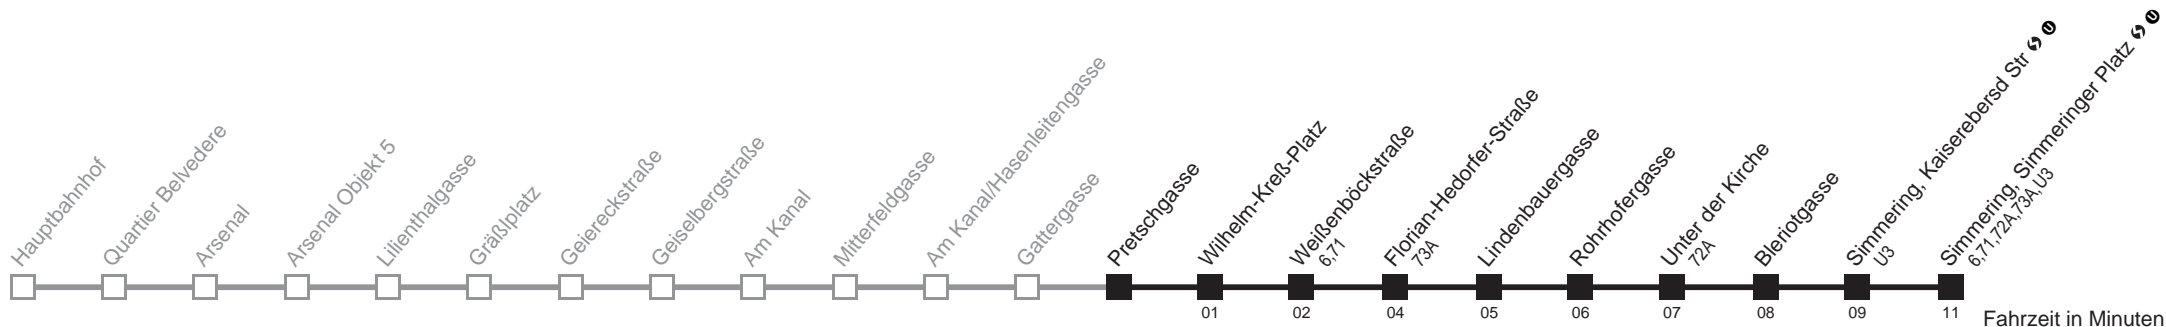 Hauptbahnhof
Quartier Belvedere
Arsenal
Arsenal Objekt 5
Lilienthalgasse
Gräßlplatz
Geiereckstraße
Geiselbergstraße
Am Kanal
Mitterfeldgasse
Am Kanal/Hasenleitengasse
Gattergasse
Pretschgasse
Wilhelm-Kreß-Platz
Weißenböckstraße
6,71
Florian-Hedorfer-Straße
73A
Lindenbauergasse
Rohrhofergasse
Unter der Kirche
72A
Bleriotgasse
Simmering, Kaiserebersd Str S U
U3
Simmering, Simmeringer Platz S U
6,71,72A,73A,U3
01 02 04 05 06 07 08 09 11
Fahrzeit in Minuten